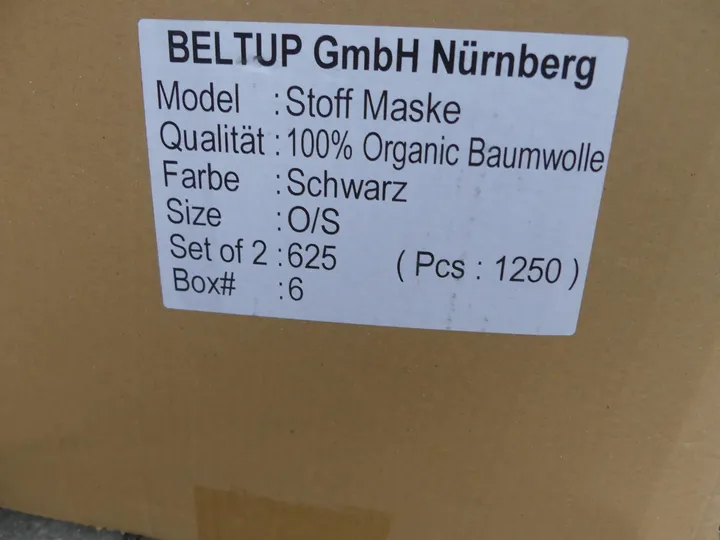 BELTUP GmbH Nürnberg
Model :Stoff Maske
Qualität :100% Organic Baumwolle
Farbe :Schwarz
Size :O/S
Set of 2 :625 ( Pcs : 1250 )
Box# :6